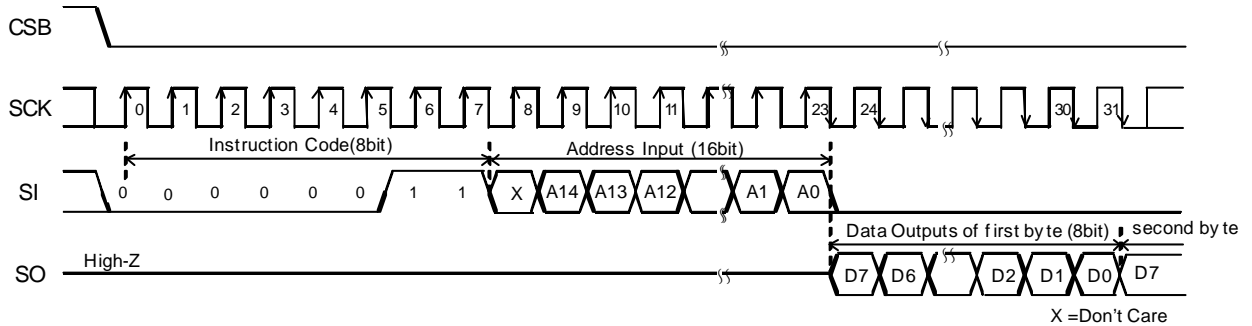 CSB
SCK 0 1 2 3 4 5 6 7 8 9 10 11 23 24 30 31
Instruction Code(8bit) Address Input (16bit)
SI 0 0 0 0 0 0 1 1 X A14 A13 A12 A1 A0
Data Outputs of first byte (8bit) second byte
High-Z
SO D7 D6 D2 D1 D0 D7
X =Don't Care